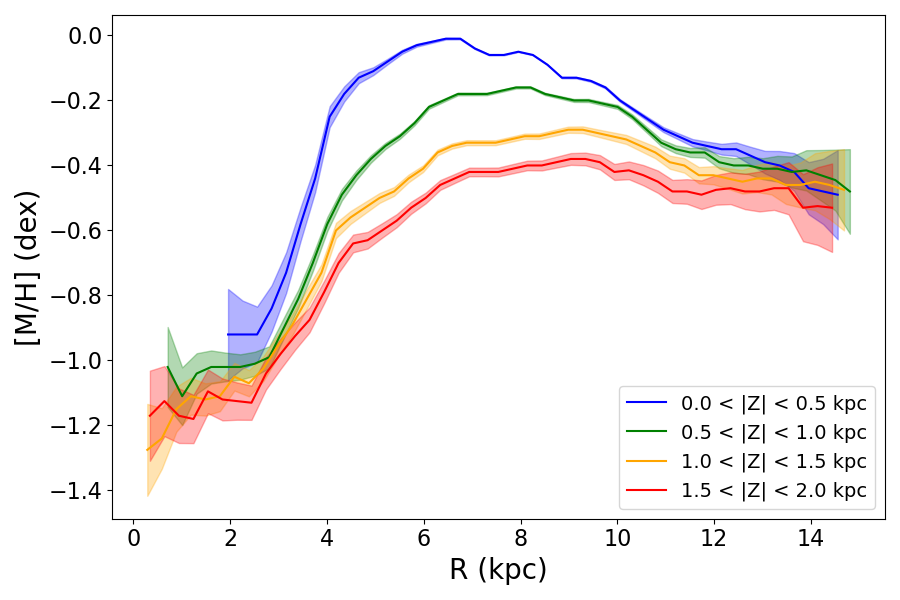 0.0
−0.2
−0.4
−0.6
−0.8
−1.0
−1.2
−1.4
[M/H] (dex)
0.0 < |Z| < 0.5 kpc
0.5 < |Z| < 1.0 kpc
1.0 < |Z| < 1.5 kpc
1.5 < |Z| < 2.0 kpc
0 2 4 6 8 10 12 14
R (kpc)